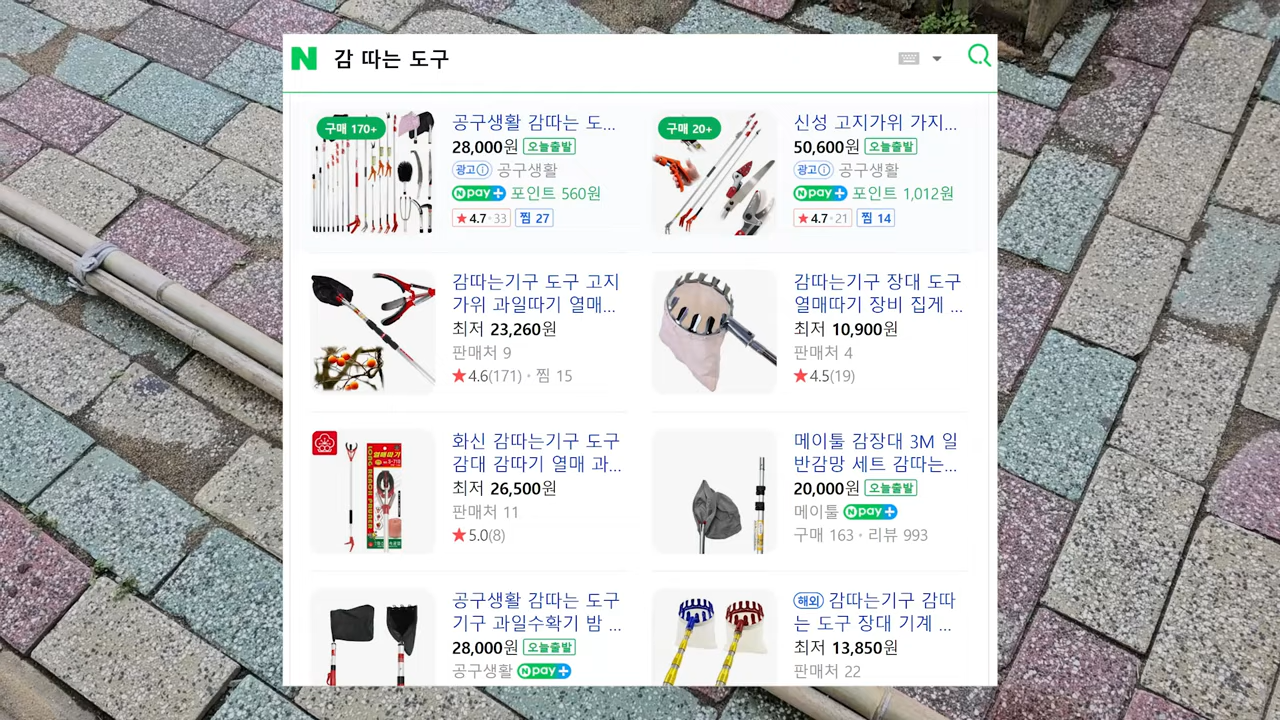 N 감 따는 도구
구매 170+
공구생활 감따는 도...
28,000원 오늘출발
광고 공구생활
N pay+ 포인트 560원
★4.7·33 찜 27
구매 20+
신성 고지가위 가지...
50,600원 오늘출발
광고 공구생활
N pay+ 포인트 1,012원
★4.7·21 찜 14
감따는기구 도구 고지
가위 과일따기 열매...
최저 23,260원
판매처 9
★4.6(171) · 찜 15
감따는기구 장대 도구
열매따기 장비 집게 ...
최저 10,900원
판매처 4
★4.5(19)
화신 감따는기구 도구
감대 감따기 열매 과...
최저 26,500원
판매처 11
★5.0(8)
LONG REACH PRUNER
열매따기
메이툴 감장대 3M 일
반감망 세트 감따는...
20,000원 오늘출발
메이툴 N pay+
구매 163 · 리뷰 993
공구생활 감따는 도구
기구 과일수확기 밤 ...
28,000원 오늘출발
공구생활 N pay+
해외 감따는기구 감따
는 도구 장대 기계 ...
최저 13,850원
판매처 22